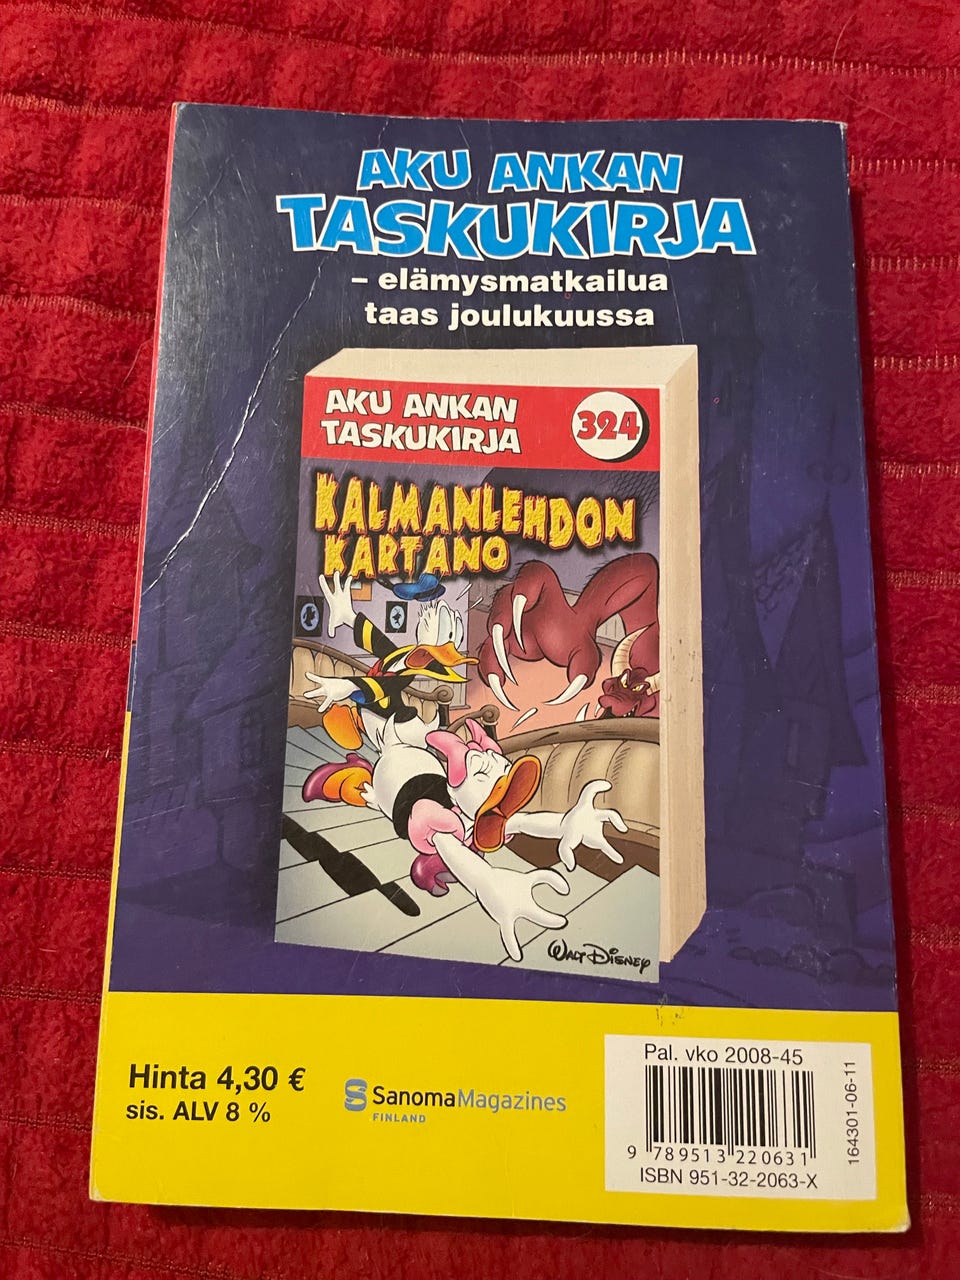 AKU ANKAN
TASKUKIRJA
– elämysmatkailua
taas joulukuussa
AKU ANKAN
TASKUKIRJA
324
KALMANLEHDON
KARTANO
WALT DISNEY
Hinta 4,30 €
sis. ALV 8 %
SanomaMagazines
FINLAND
Pal. vko 2008-45
9 789513 220631
ISBN 951-32-2063-X
164301-06-11